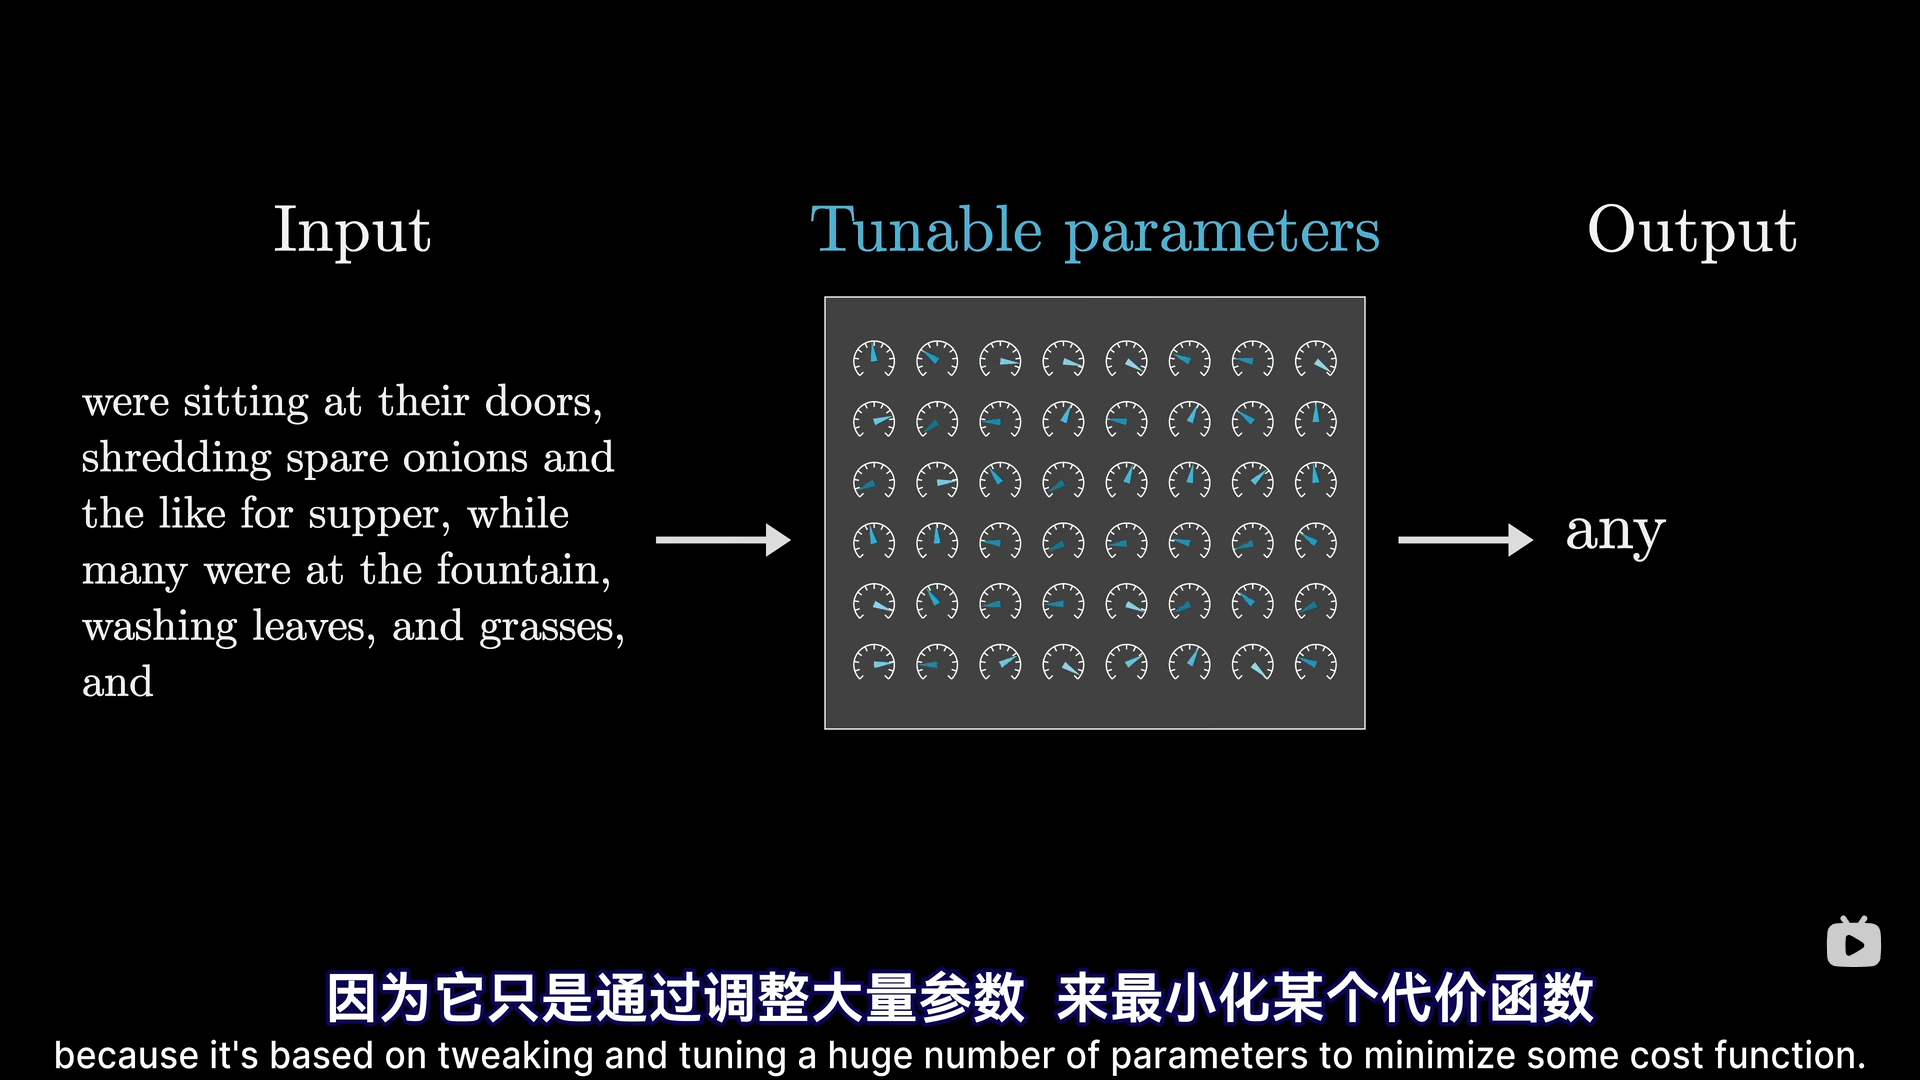 Input
Tunable parameters
Output
were sitting at their doors,
shredding spare onions and
the like for supper, while
many were at the fountain,
washing leaves, and grasses,
and
any
因为它只是通过调整大量参数 来最小化某个代价函数
because it's based on tweaking and tuning a huge number of parameters to minimize some cost function.